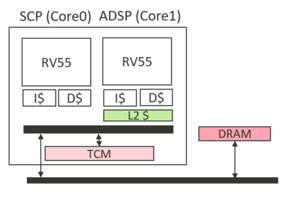 SCP (Core0) ADSP (Core1)
RV55 RV55
I$ D$ I$ D$
L2 $
DRAM
TCM